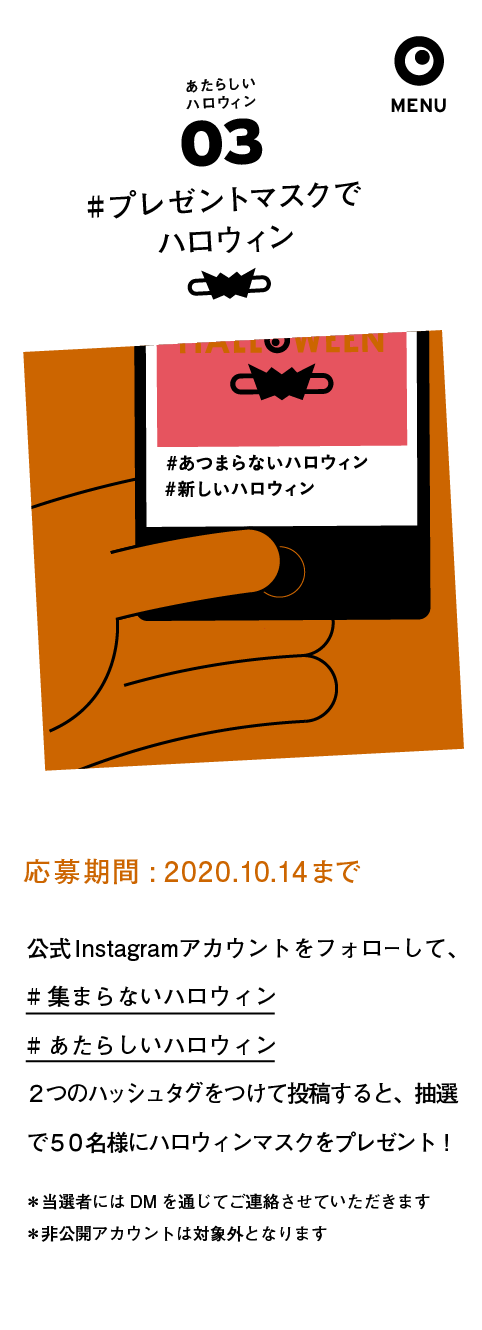 MENU
あたらしい
ハロウィン
03
#プレゼントマスクで
ハロウィン
HALLOWEEN
#あつまらないハロウィン
#新しいハロウィン
応募期間：2020.10.14まで
公式Instagramアカウントをフォローして、
# 集まらないハロウィン
# あたらしいハロウィン
２つのハッシュタグをつけて投稿すると、抽選
で５０名様にハロウィンマスクをプレゼント！
＊当選者には DM を通じてご連絡させていただきます
＊非公開アカウントは対象外となります